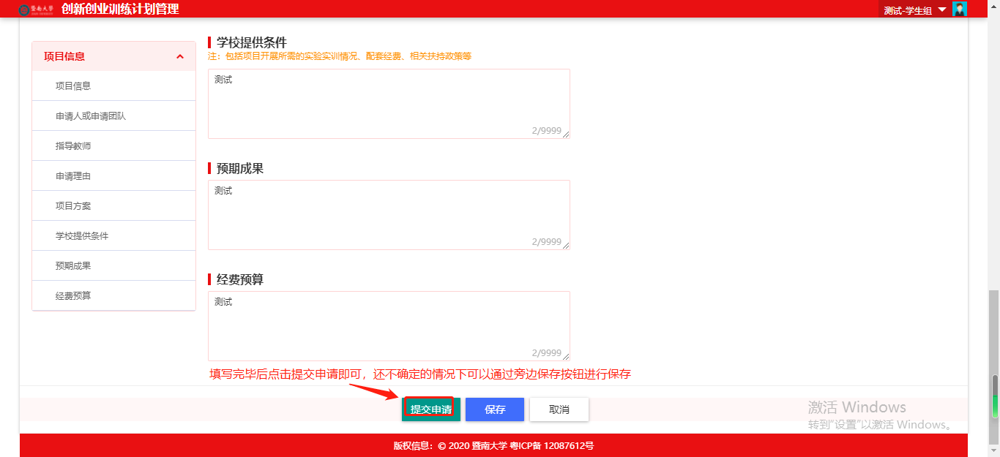 暨南大学 创新创业训练计划管理
测试-学生组
项目信息
项目信息
申请人或申请团队
指导教师
申请理由
项目方案
学校提供条件
预期成果
经费预算
学校提供条件
注：包括项目开展所需的实验实训情况、配套经费、相关扶持政策等
测试
2/9999
预期成果
测试
2/9999
经费预算
测试
2/9999
填写完毕后点击提交申请即可，还不确定的情况下可以通过旁边保存按钮进行保存
提交申请 保存 取消
激活 Windows
转到"设置"以激活 Windows。
版权信息：© 2020 暨南大学 粤ICP备 12087612号